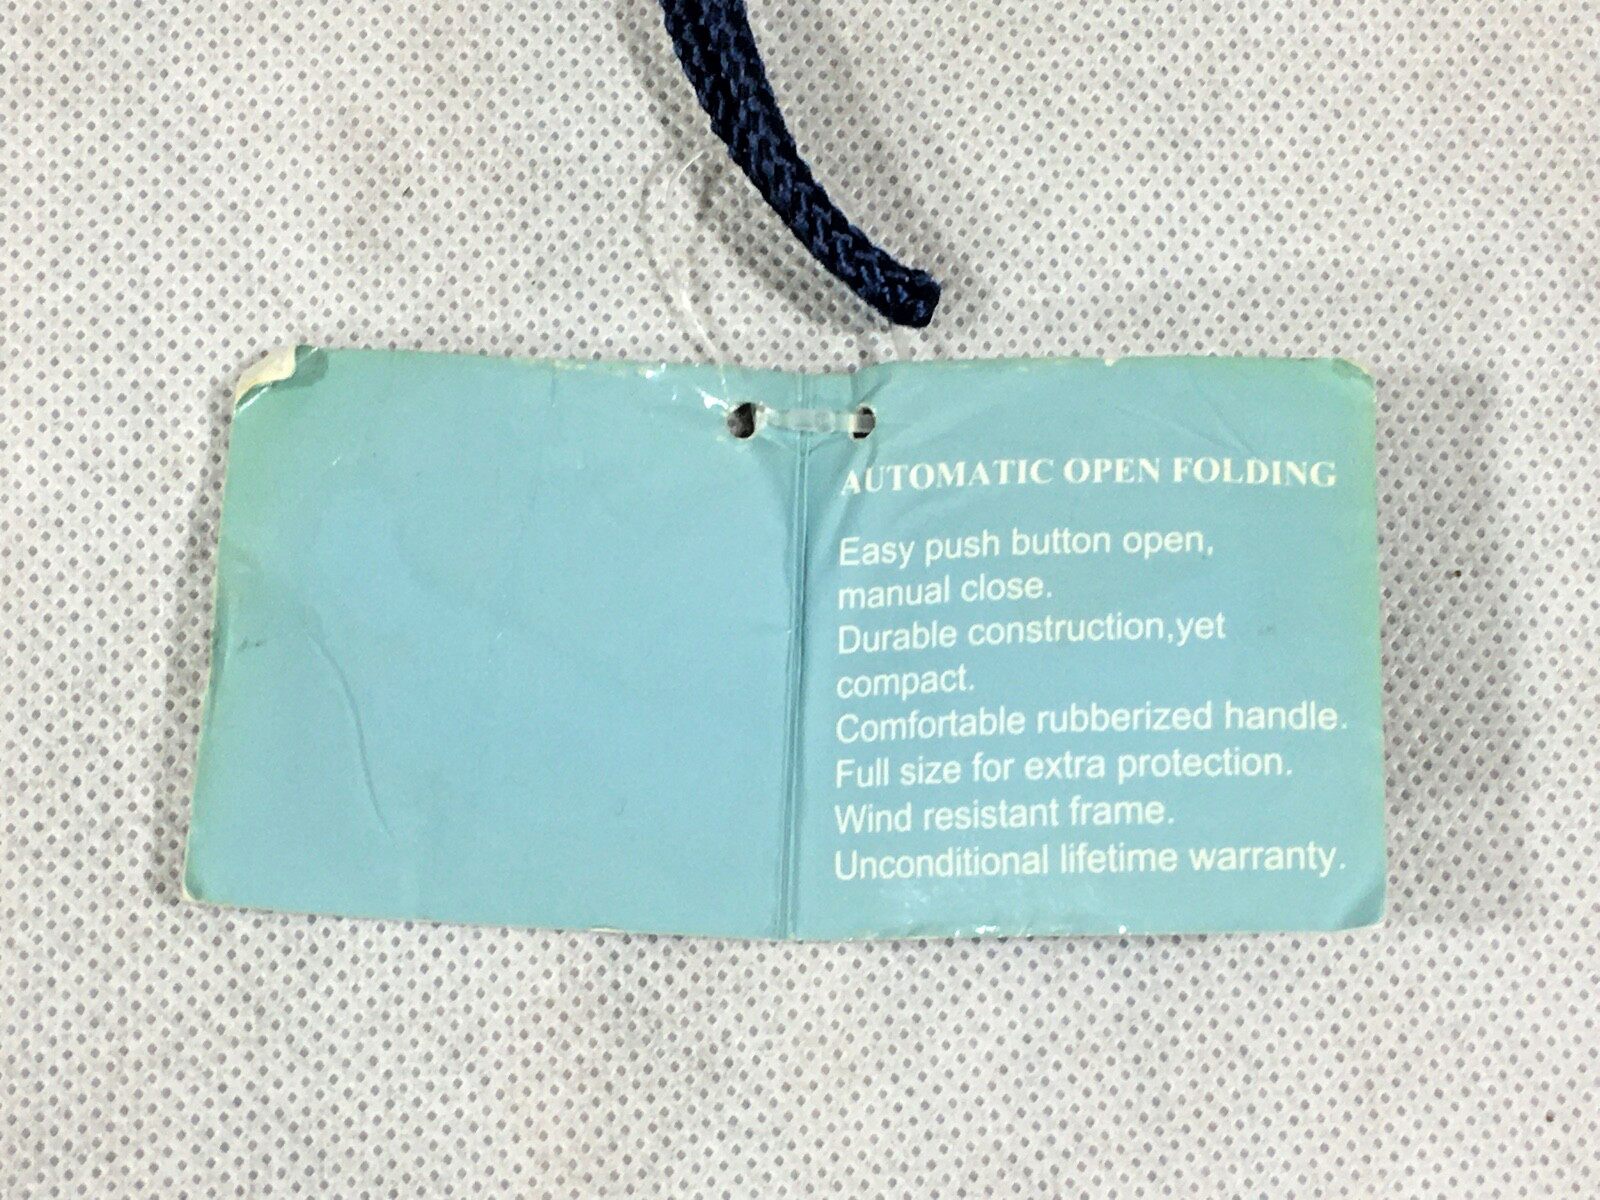 AUTOMATIC OPEN FOLDING
Easy push button open,
manual close.
Durable construction,yet
compact.
Comfortable rubberized handle.
Full size for extra protection.
Wind resistant frame.
Unconditional lifetime warranty.